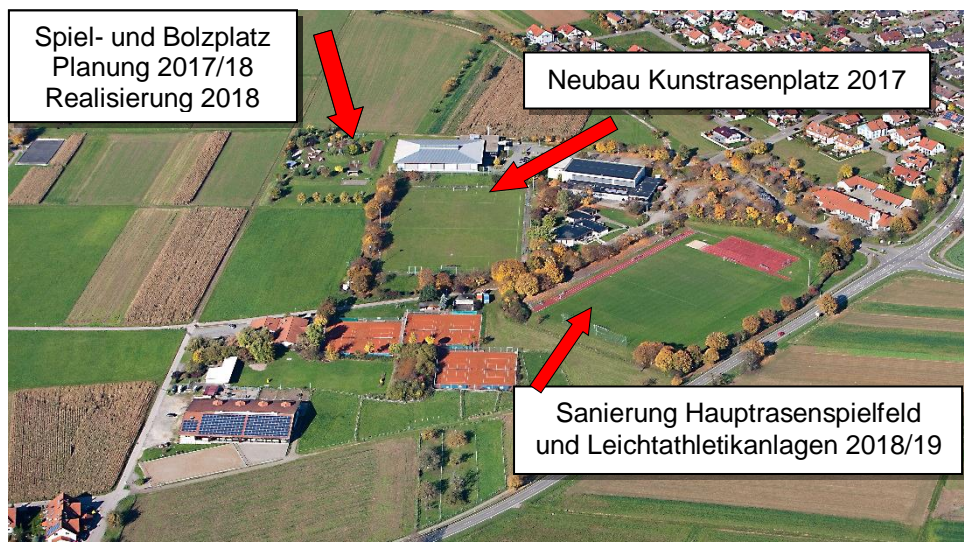 Spiel- und Bolzplatz
Planung 2017/18
Realisierung 2018
Neubau Kunstrasenplatz 2017
Sanierung Hauptrasenspielfeld
und Leichtathletikanlagen 2018/19